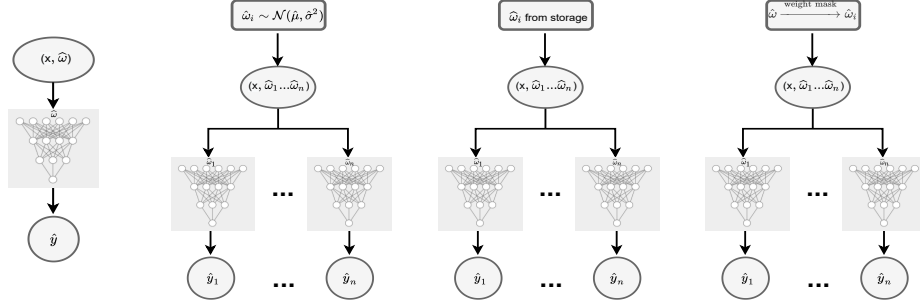 (x, ω̂)
ω̂
ŷ
ω̂ᵢ ∼ 𝒩(μ̂, σ̂²)
(x, ω̂₁...ω̂ₙ)
ω̂₁
ω̂ₙ
...
ŷ₁
...
ŷₙ
ω̂ᵢ from storage
(x, ω̂₁...ω̂ₙ)
ω̂₁
ω̂ₙ
...
ŷ₁
...
ŷₙ
ω̂ —weight mask→ ω̂ᵢ
(x, ω̂₁...ω̂ₙ)
ω̂₁
ω̂ₙ
...
ŷ₁
...
ŷₙ